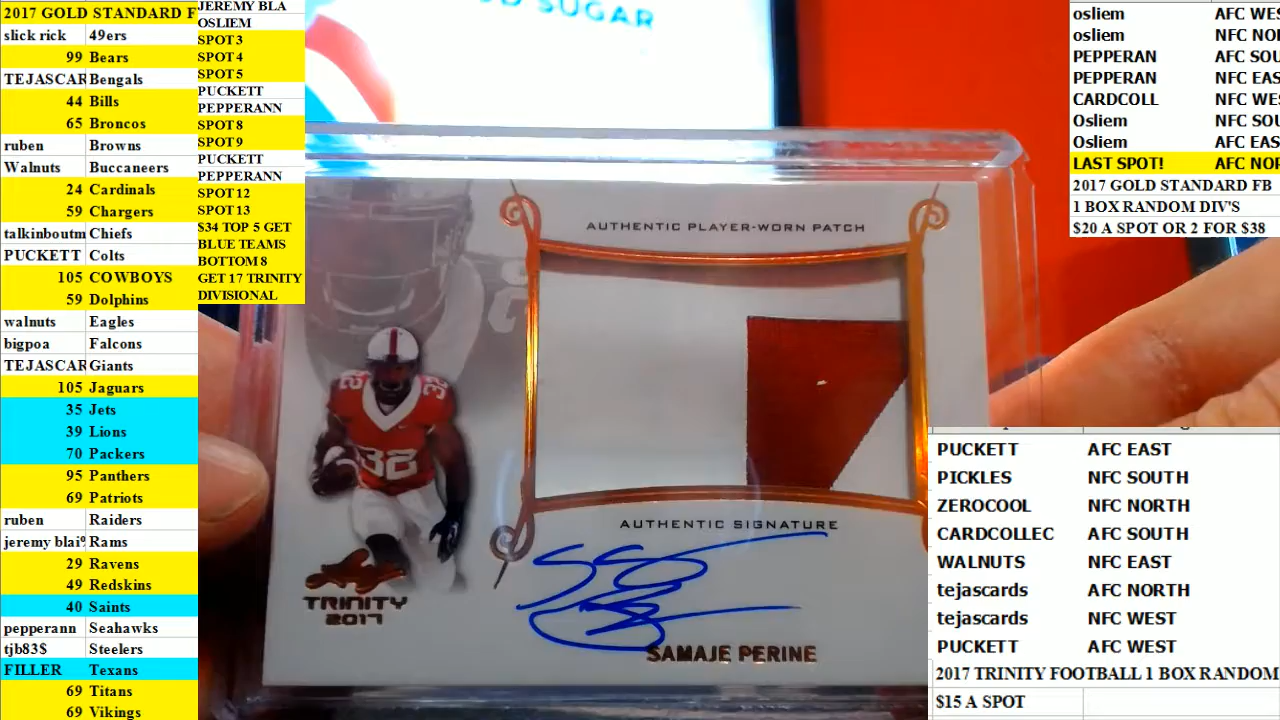 2017 GOLD STANDARD F
slick rick 49ers
99 Bears
TEJASCAR Bengals
44 Bills
65 Broncos
ruben Browns
Walnuts Buccaneers
24 Cardinals
59 Chargers
talkinboutm Chiefs
PUCKETT Colts
105 COWBOYS
59 Dolphins
walnuts Eagles
bigpoa Falcons
TEJASCAR Giants
105 Jaguars
35 Jets
39 Lions
70 Packers
95 Panthers
69 Patriots
ruben Raiders
jeremy blai Rams
29 Ravens
49 Redskins
40 Saints
pepperann Seahawks
tjb83$ Steelers
FILLER Texans
69 Titans
69 Vikings
JEREMY BLA
OSLIEM
SPOT 3
SPOT 4
SPOT 5
PUCKETT
PEPPERANN
SPOT 8
SPOT 9
PUCKETT
PEPPERANN
SPOT 12
SPOT 13
$34 TOP 5 GET
BLUE TEAMS
BOTTOM 8
GET 17 TRINITY
DIVISIONAL
SUGAR
AUTHENTIC PLAYER-WORN PATCH
32
32
AUTHENTIC SIGNATURE
TRINITY
2017
SAMAJE PERINE
osliem AFC WES
osliem NFC NOR
PEPPERAN AFC SOU
PEPPERAN NFC EAS
CARDCOLL NFC WES
Osliem NFC SOU
Osliem AFC EAS
LAST SPOT! AFC NOR
2017 GOLD STANDARD FB
1 BOX RANDOM DIV'S
$20 A SPOT OR 2 FOR $38
PUCKETT AFC EAST
PICKLES NFC SOUTH
ZEROCOOL NFC NORTH
CARDCOLLEC AFC SOUTH
WALNUTS NFC EAST
tejascards AFC NORTH
tejascards NFC WEST
PUCKETT AFC WEST
2017 TRINITY FOOTBALL 1 BOX RANDOM
$15 A SPOT